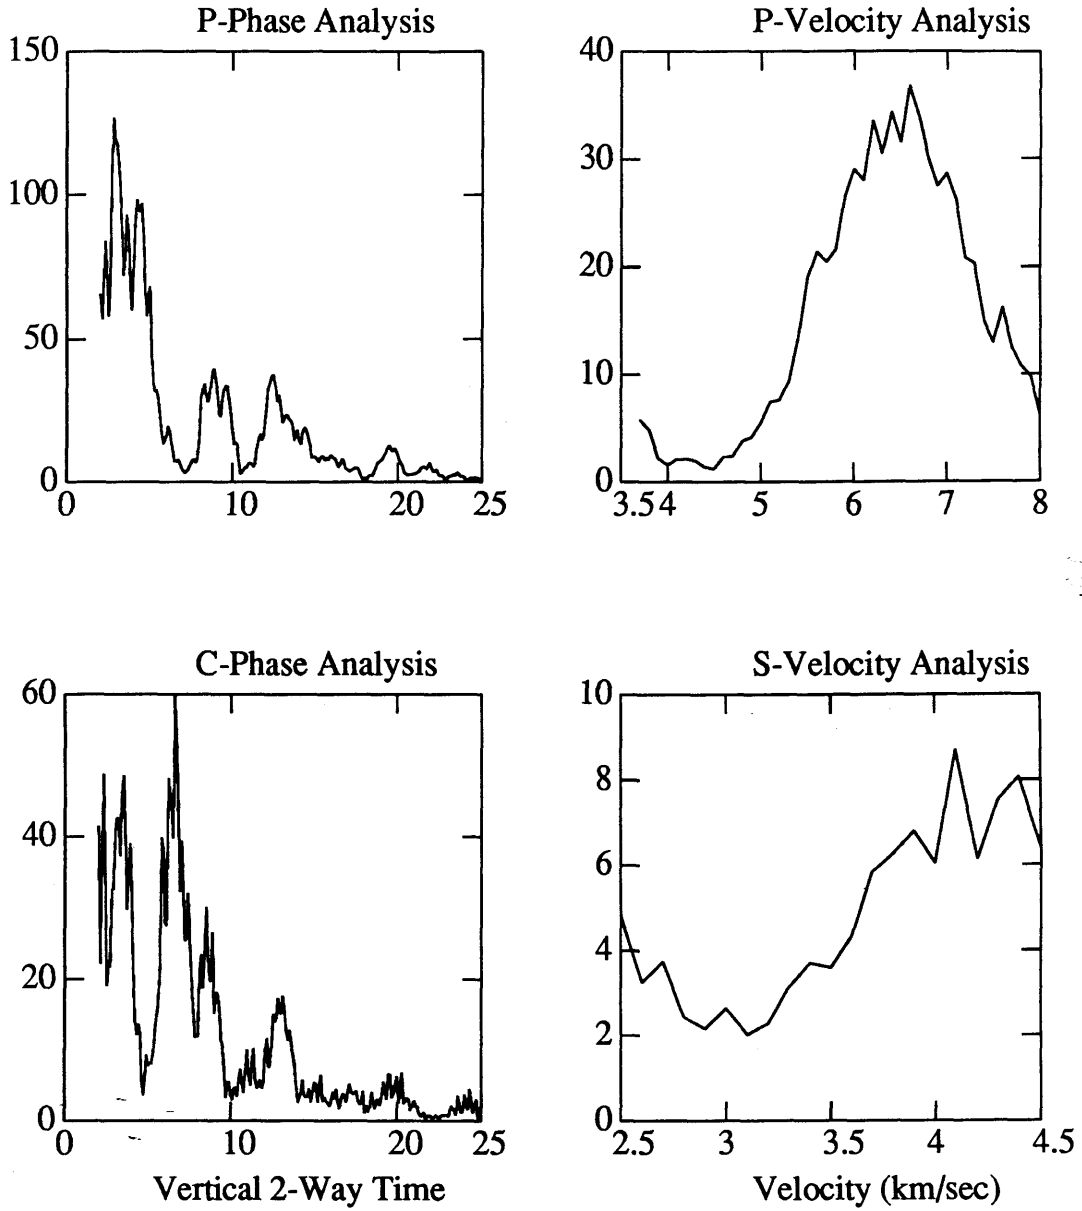 P-Phase Analysis
150
100
50
0
0 10 20 25
P-Velocity Analysis
40
30
20
10
0
3.5 4 5 6 7 8
C-Phase Analysis
60
40
20
0
0 10 20 25
Vertical 2-Way Time
S-Velocity Analysis
10
8
6
4
2
0
2.5 3 3.5 4 4.5
Velocity (km/sec)